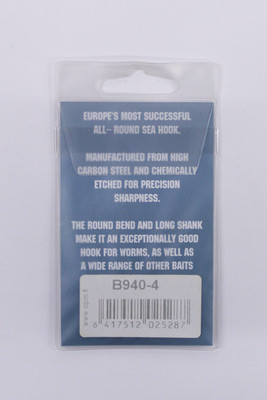 EUROPE'S MOST SUCCESSFUL
ALL- ROUND SEA HOOK.
MANUFACTURED FROM HIGH
CARBON STEEL AND CHEMICALLY
ETCHED FOR PRECISION
SHARPNESS.
THE ROUND BEND AND LONG SHANK
MAKE IT AN EXCEPTIONALLY GOOD
HOOK FOR WORMS, AS WELL AS
A WIDE RANGE OF OTHER BAITS
B940-4
6 417512 025287